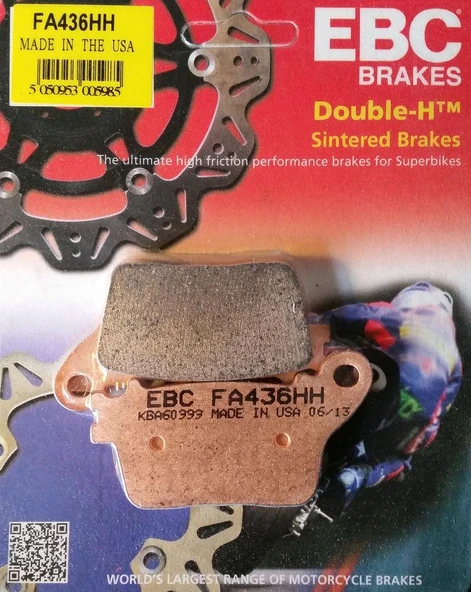 FA436HH
MADE IN THE USA
5 050953 005985
EBC
BRAKES
Double-H™
Sintered Brakes
The ultimate high friction performance brakes for Superbikes
EBC FA436HH
KBA60999 MADE IN USA 06/13
WORLD'S LARGEST RANGE OF MOTORCYCLE BRAKES